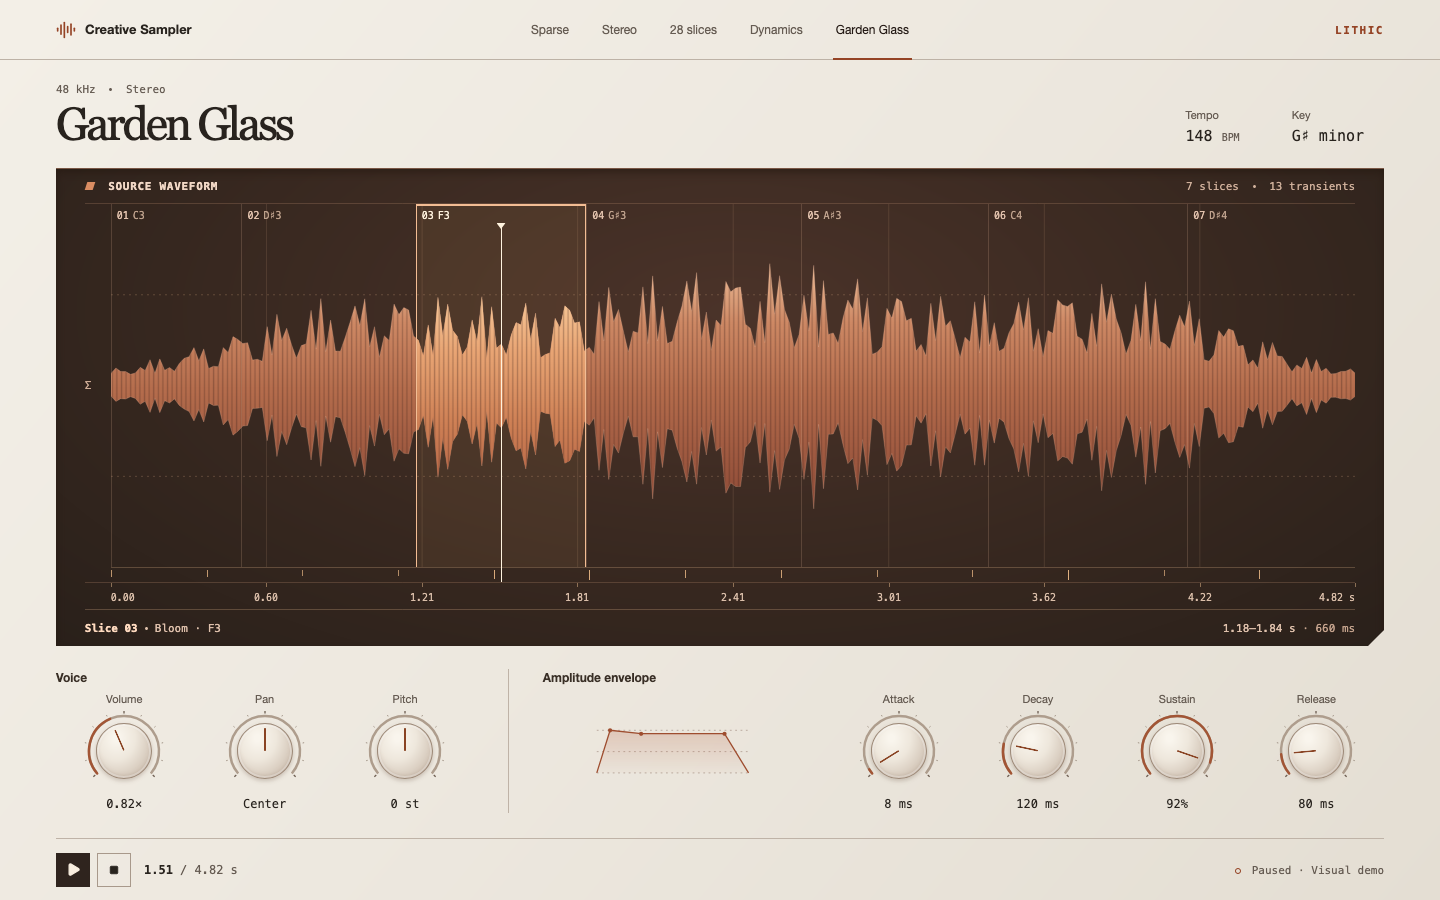 Creative Sampler
Sparse Stereo 28 slices Dynamics Garden Glass
LITHIC
48 kHz • Stereo
Garden Glass
Tempo
148 BPM
Key
G♯ minor
SOURCE WAVEFORM
7 slices • 13 transients
01 C3 02 D♯3 03 F3 04 G♯3 05 A♯3 06 C4 07 D♯4
Σ
0.00 0.60 1.21 1.81 2.41 3.01 3.62 4.22 4.82 s
Slice 03 • Bloom · F3
1.18–1.84 s · 660 ms
Voice
Volume Pan Pitch
0.82× Center 0 st
Amplitude envelope
Attack Decay Sustain Release
8 ms 120 ms 92% 80 ms
1.51 / 4.82 s
Paused · Visual demo